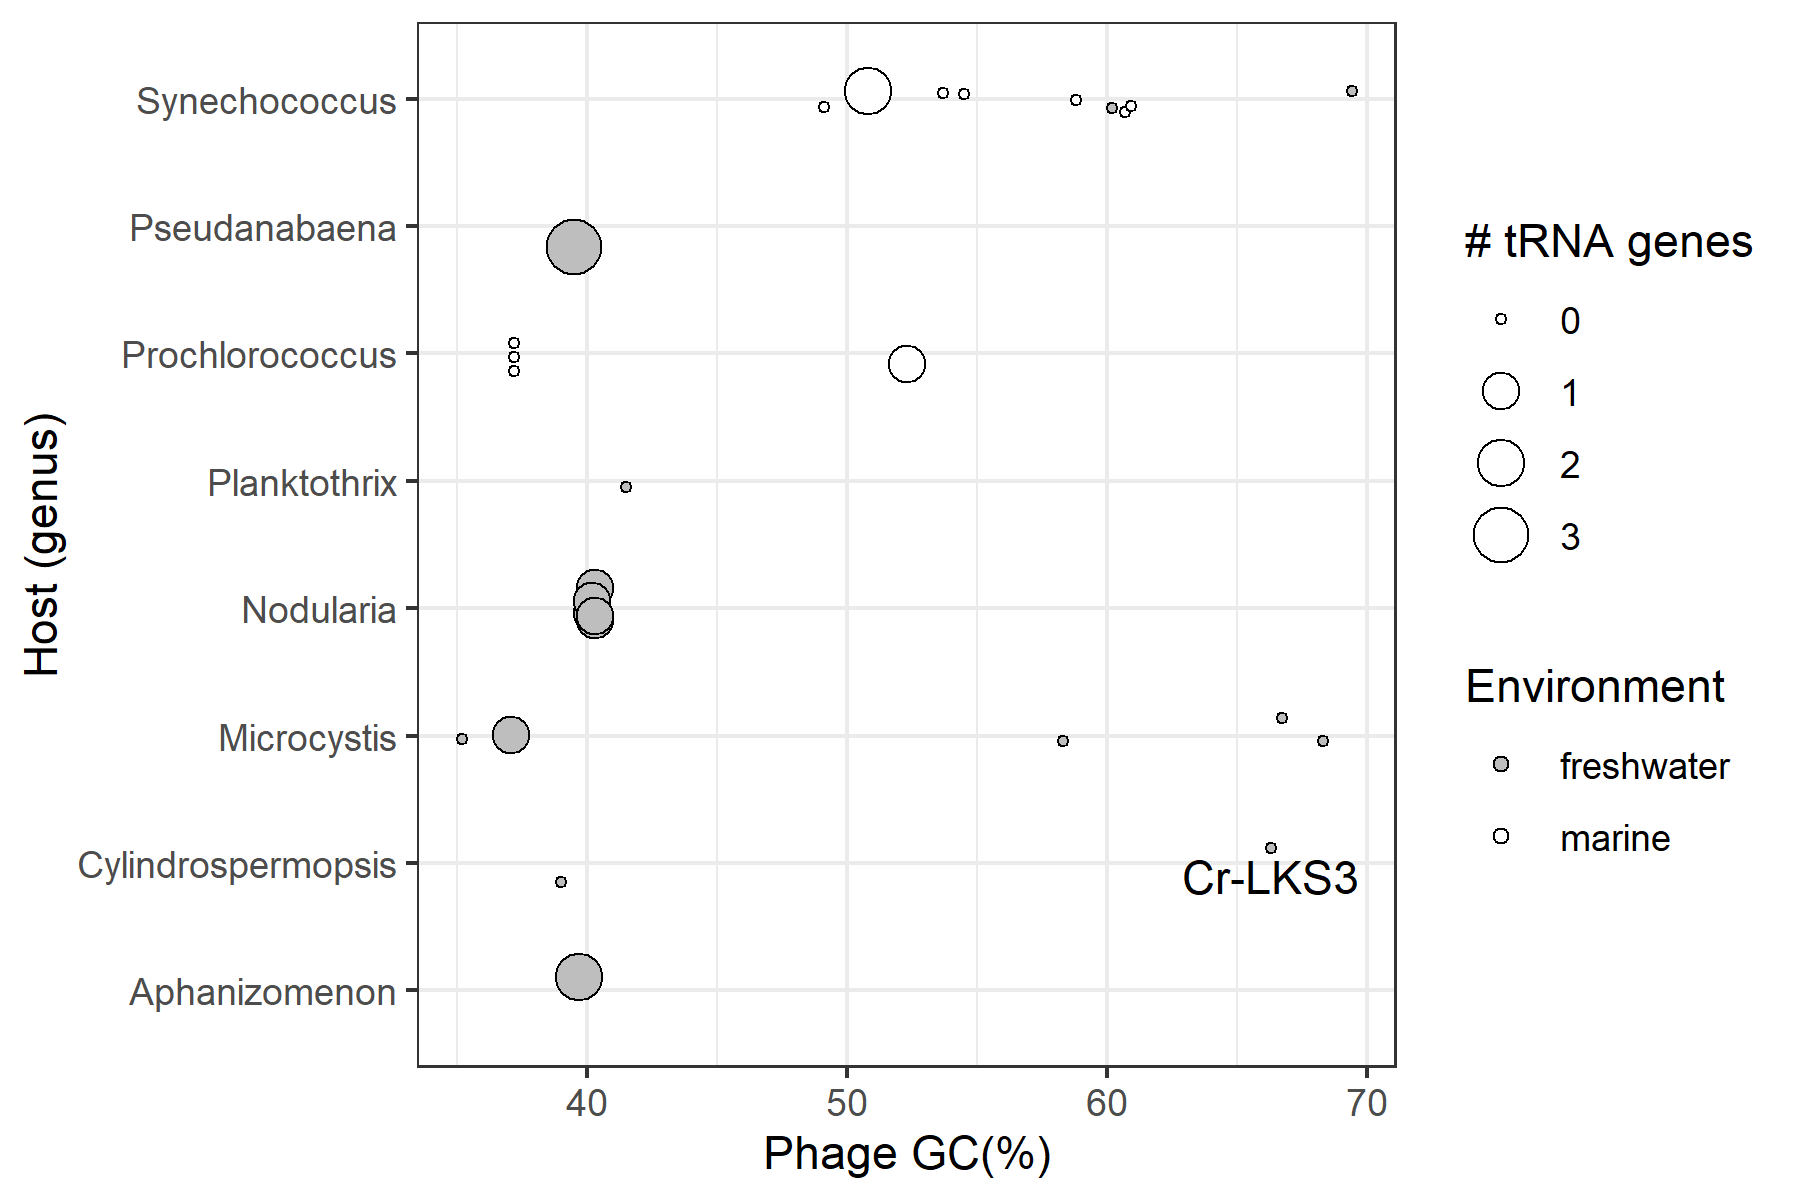 Host (genus)
Synechococcus
Pseudanabaena
Prochlorococcus
Planktothrix
Nodularia
Microcystis
Cylindrospermopsis
Aphanizomenon
Cr-LKS3
40 50 60 70
Phage GC(%)
# tRNA genes
0
1
2
3
Environment
freshwater
marine